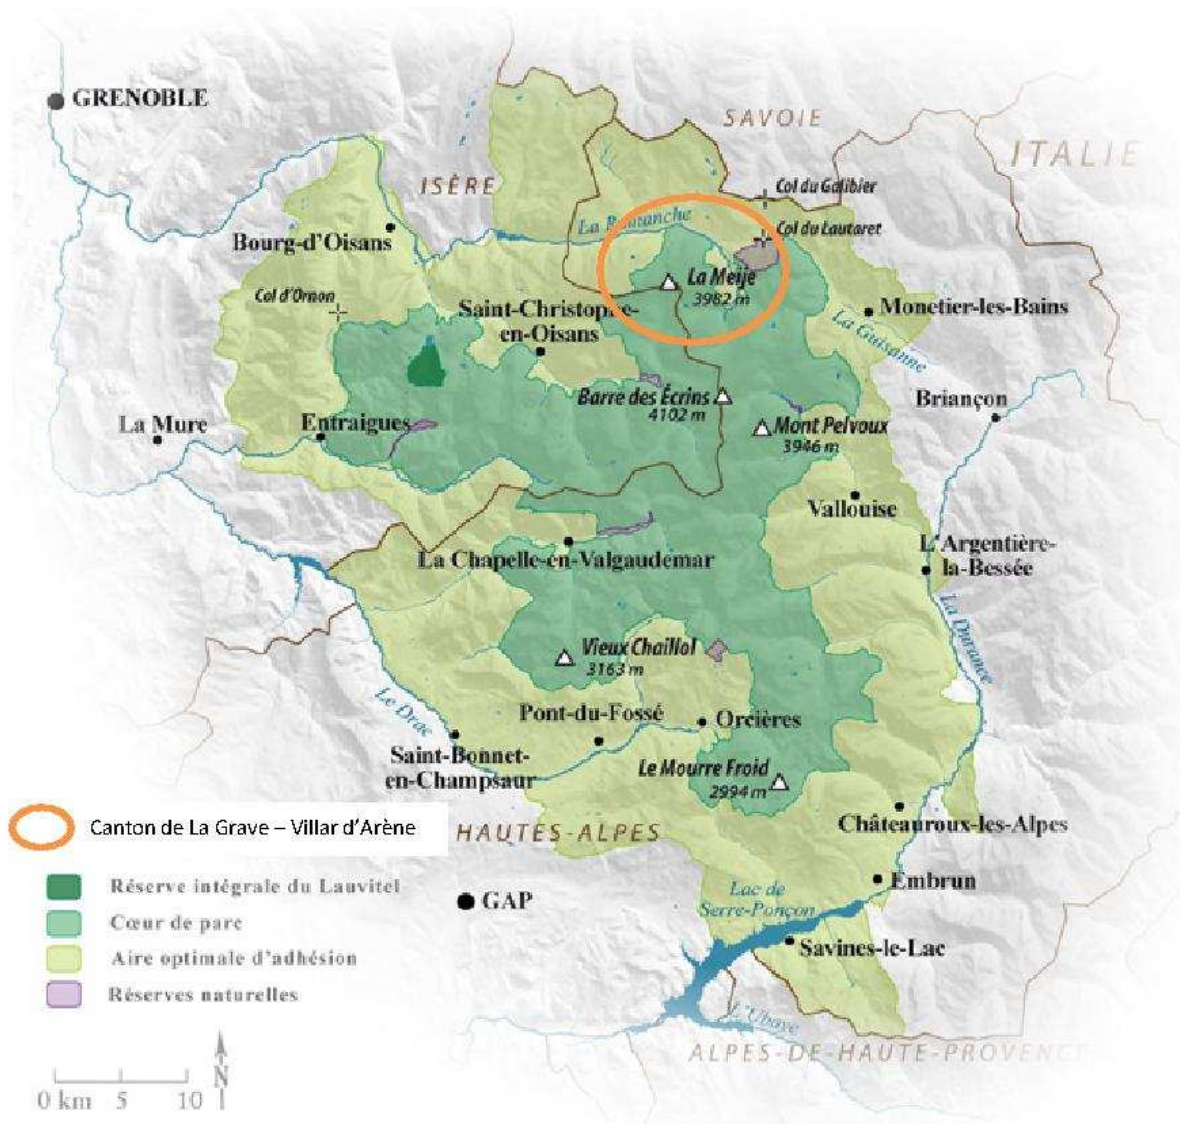 GRENOBLE
SAVOIE
ITALIE
ISÈRE
Col du Galibier
La Romanche
Col du Lautaret
Bourg-d'Oisans
La Meije
3982 m
Col d'Ornon
Saint-Christophe-
en-Oisans
Monetier-les-Bains
La Guisanne
Barre des Écrins
4102 m
Briançon
La Mure
Entraigues
Mont Pelvoux
3946 m
Vallouise
L'Argentière-
la-Bessée
La Chapelle-en-Valgaudemar
La Durance
Vieux Chaillol
3163 m
Le Drac
Pont-du-Fossé
Orcières
Saint-Bonnet-
en-Champsaur
Le Mourre Froid
2994 m
Canton de La Grave – Villar d'Arène
HAUTES-ALPES
Châteauroux-les-Alpes
Réserve intégrale du Lauvitel
Cœur de parc
Aire optimale d'adhésion
Réserves naturelles
GAP
Embrun
Lac de
Serre-Ponçon
Savines-le-Lac
L'Ubaye
ALPES-DE-HAUTE-PROVENCE
N
0 km 5 10